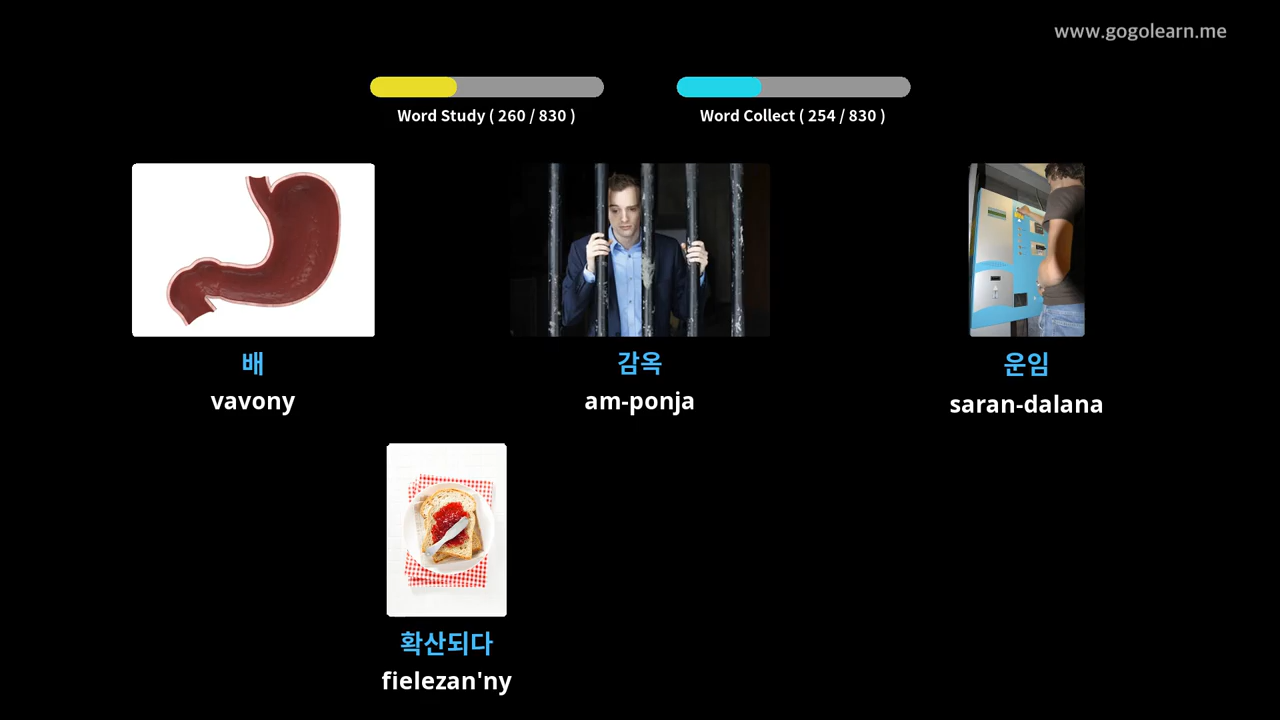 www.gogolearn.me
Word Study ( 260 / 830 )
Word Collect ( 254 / 830 )
배
vavony
감옥
am-ponja
운임
saran-dalana
확산되다
fielezan'ny